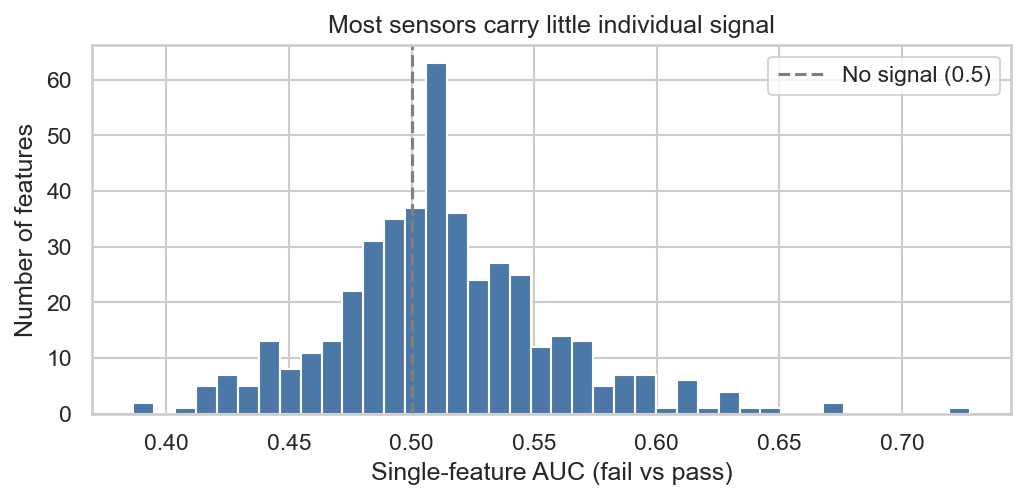 Most sensors carry little individual signal
No signal (0.5)
Number of features
60
50
40
30
20
10
0
0.40 0.45 0.50 0.55 0.60 0.65 0.70
Single-feature AUC (fail vs pass)